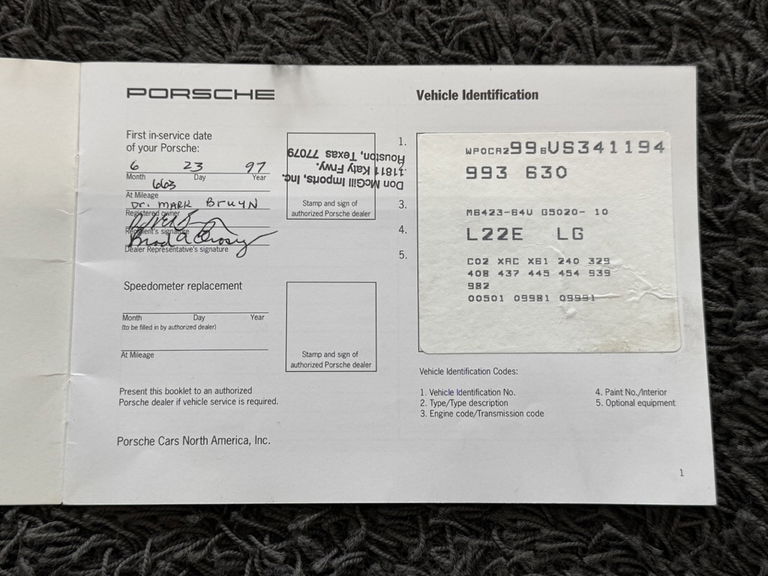 PORSCHE
First in-service date
of your Porsche:
6 23 97
Month Day Year
663
At Mileage
Dr. MARK BRUYN
Registered owner
Recipient's signature
Dealer Representative's signature
Don McGill Imports, Inc.
11811 Katy Frwy.
Houston, Texas 77079
Stamp and sign of
authorized Porsche dealer
Speedometer replacement
Month Day Year
(to be filled in by authorized dealer)
At Mileage
Stamp and sign of
authorized Porsche dealer
Present this booklet to an authorized
Porsche dealer if vehicle service is required.
Porsche Cars North America, Inc.
Vehicle Identification
1.
3.
4.
5.
WP0CA299 US341194
993 630
M8423-64U G5020- 10
L22E LG
C02 XAC X61 240 329
408 437 445 454 539
982
00501 09981 09991
Vehicle Identification Codes:
1. Vehicle Identification No.
2. Type/Type description
3. Engine code/Transmission code
4. Paint No./Interior
5. Optional equipment
1